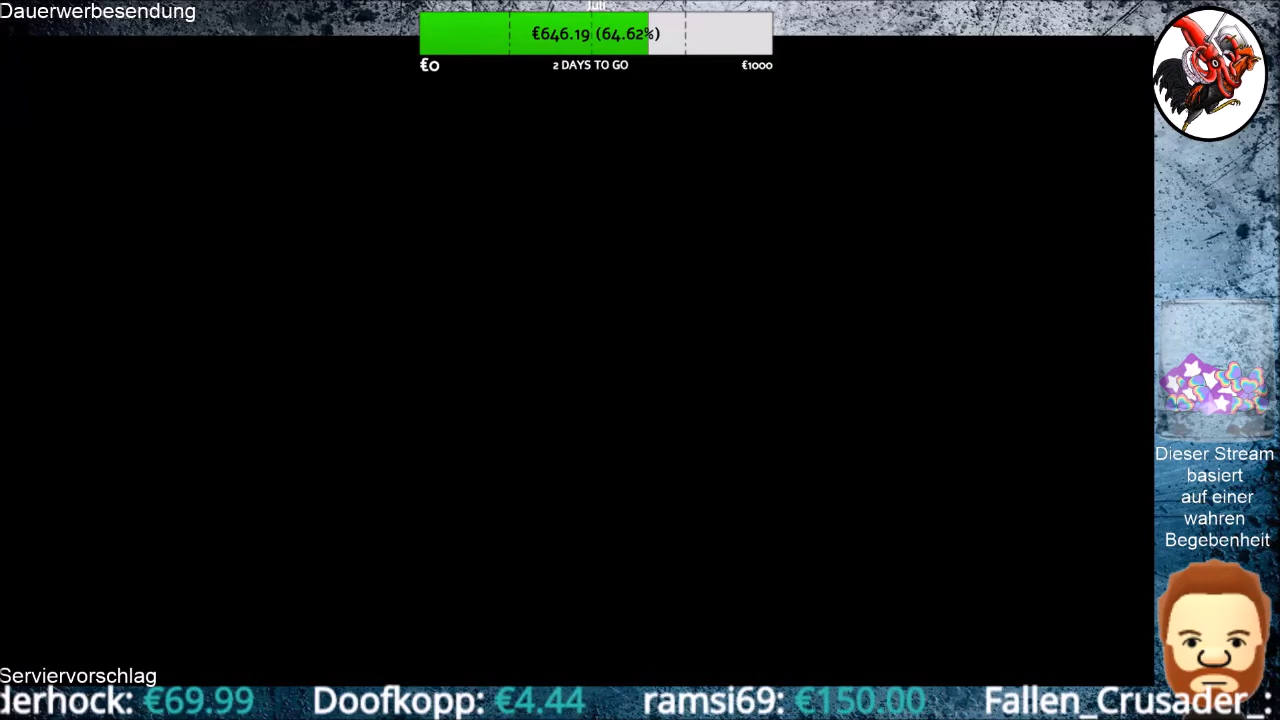 Dauerwerbesendung
Juli
€646.19 (64.62%)
€0
2 DAYS TO GO
€1000
Dieser Stream
basiert
auf einer
wahren
Begebenheit
Serviervorschlag
derhock: €69.99 Doofkopp: €4.44 ramsi69: €150.00 Fallen_Crusader_: